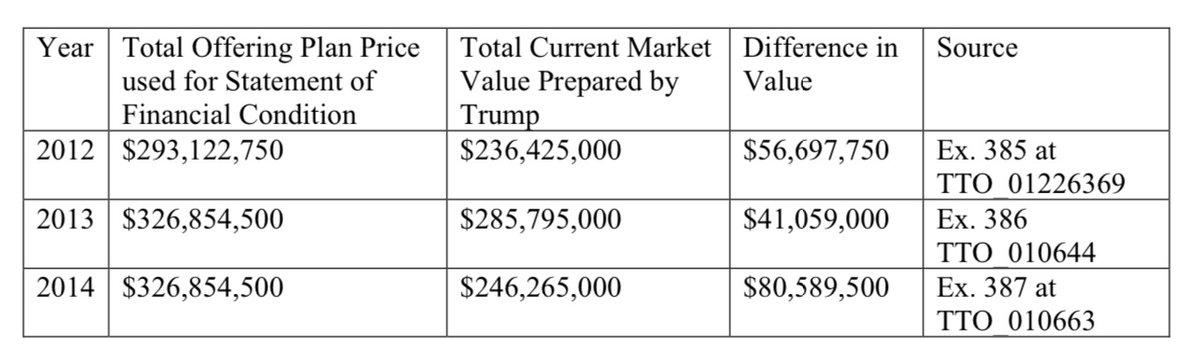 Year Total Offering Plan Price used for Statement of Financial Condition Total Current Market Value Prepared by Trump Difference in Value Source
2012 $293,122,750 $236,425,000 $56,697,750 Ex. 385 at TTO_01226369
2013 $326,854,500 $285,795,000 $41,059,000 Ex. 386 TTO_010644
2014 $326,854,500 $246,265,000 $80,589,500 Ex. 387 at TTO_010663